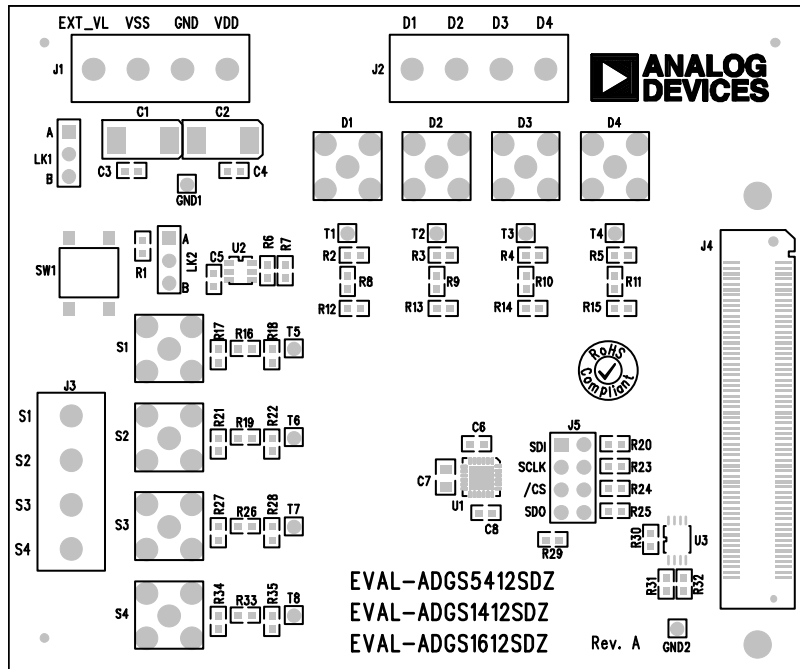 EXT_VL VSS GND VDD
D1 D2 D3 D4
J1
J2
ANALOG
DEVICES
A
LK1
B
C1
C2
C3
C4
GND1
D1
D2
D3
D4
T1
T2
T3
T4
R2
R3
R4
R5
R8
R9
R10
R11
R12
R13
R14
R15
J4
SW1
R1
A
LK2
B
C5
U2
R6
R7
S1
R17
R16
R18
T5
RoHS
Compliant
J3
S1
S2
S3
S4
S2
R21
R19
R22
T6
S3
R27
R26
R28
T7
S4
R34
R33
R35
T8
C6
C7
U1
C8
J5
SDI
SCLK
/CS
SDO
R20
R23
R24
R25
R29
R30
U3
R31
R32
EVAL-ADGS5412SDZ
EVAL-ADGS1412SDZ
EVAL-ADGS1612SDZ
Rev. A
GND2